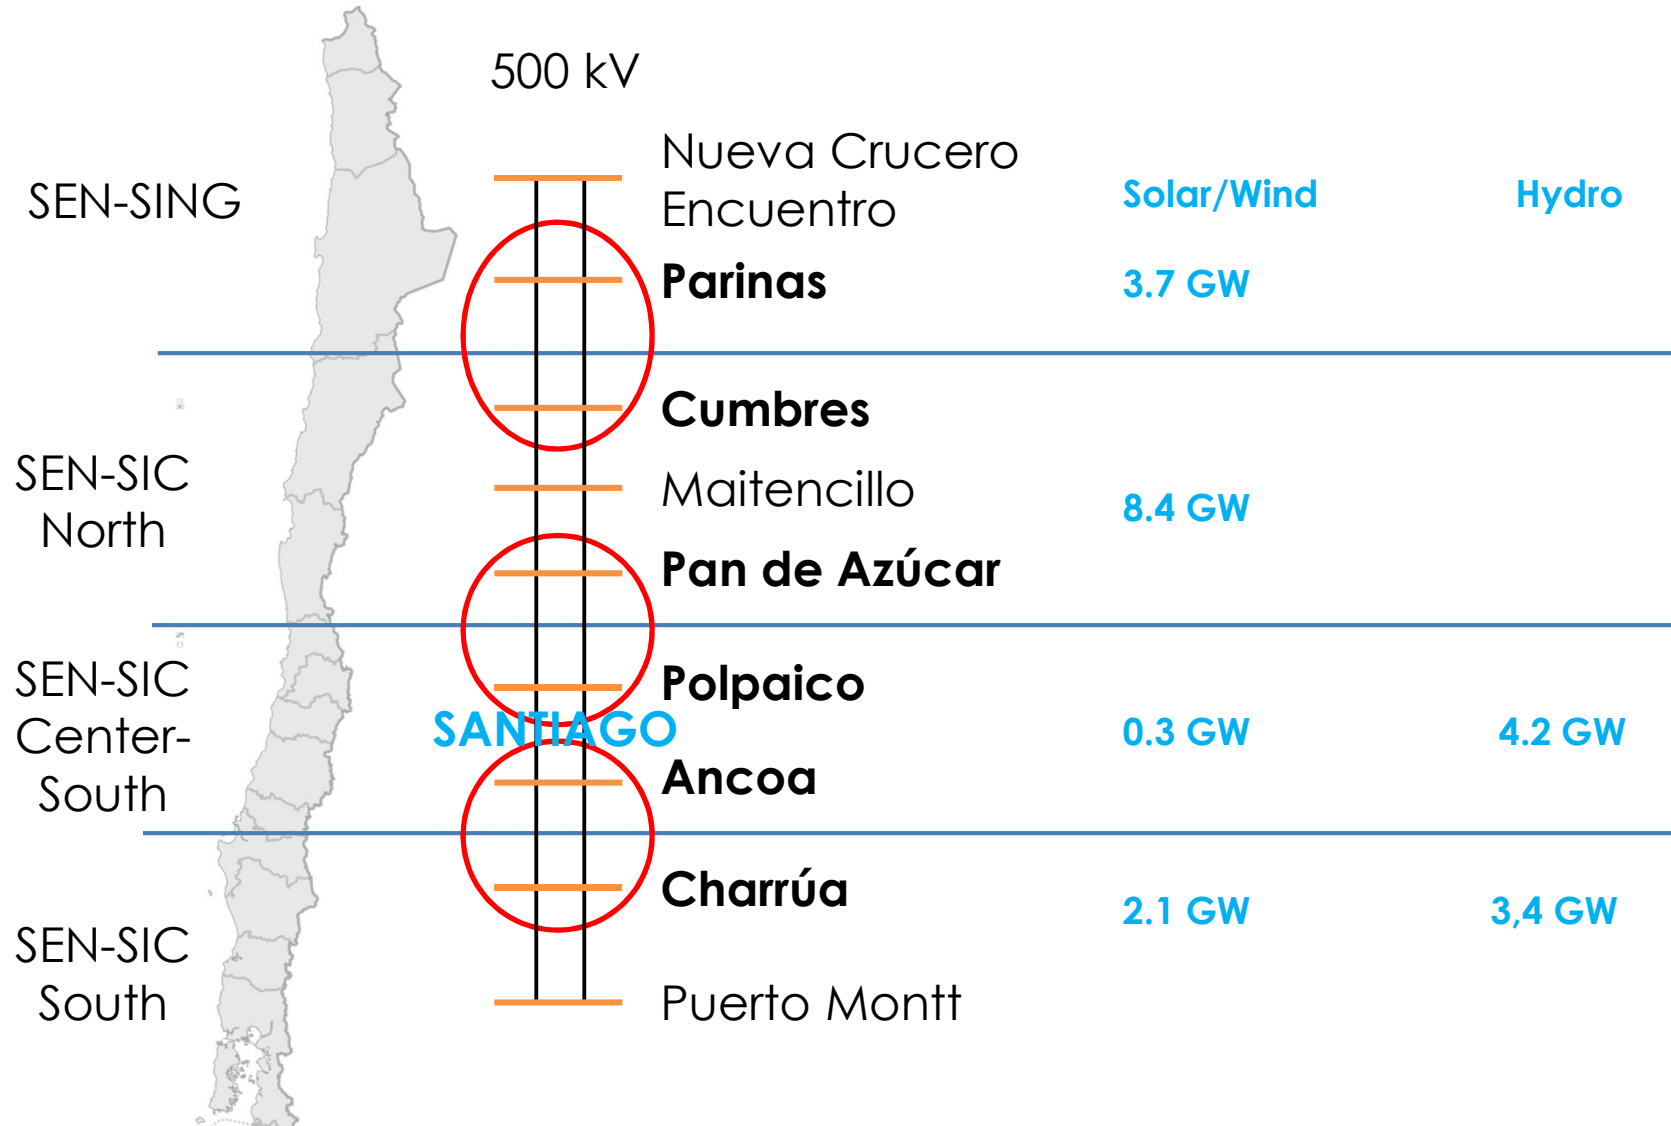 500 kV
SEN-SING
Nueva Crucero
Encuentro
Solar/Wind
Hydro
Parinas
3.7 GW
Cumbres
SEN-SIC
North
Maitencillo
8.4 GW
Pan de Azúcar
SEN-SIC
Center-
South
Polpaico
SANTIAGO
0.3 GW
4.2 GW
Ancoa
Charrúa
2.1 GW
3,4 GW
SEN-SIC
South
Puerto Montt